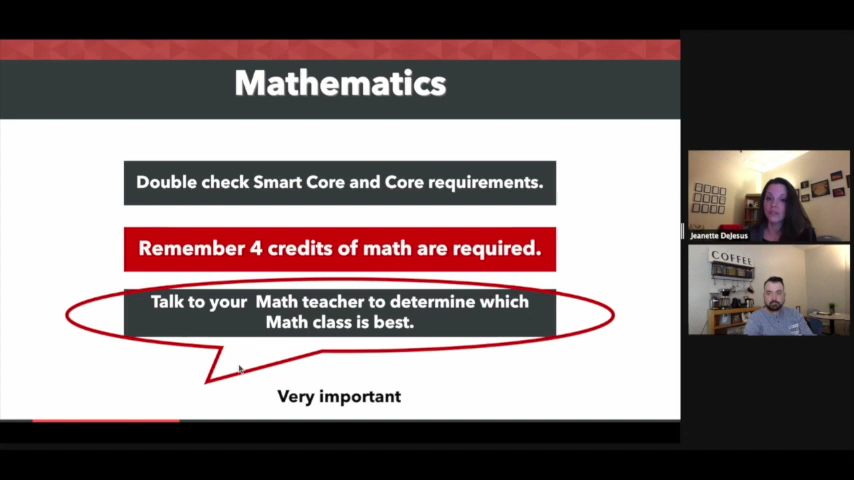 Mathematics
Double check Smart Core and Core requirements.
Remember 4 credits of math are required.
Talk to your Math teacher to determine which
Math class is best.
Very important
Jeanette DeJesus
COFFEE